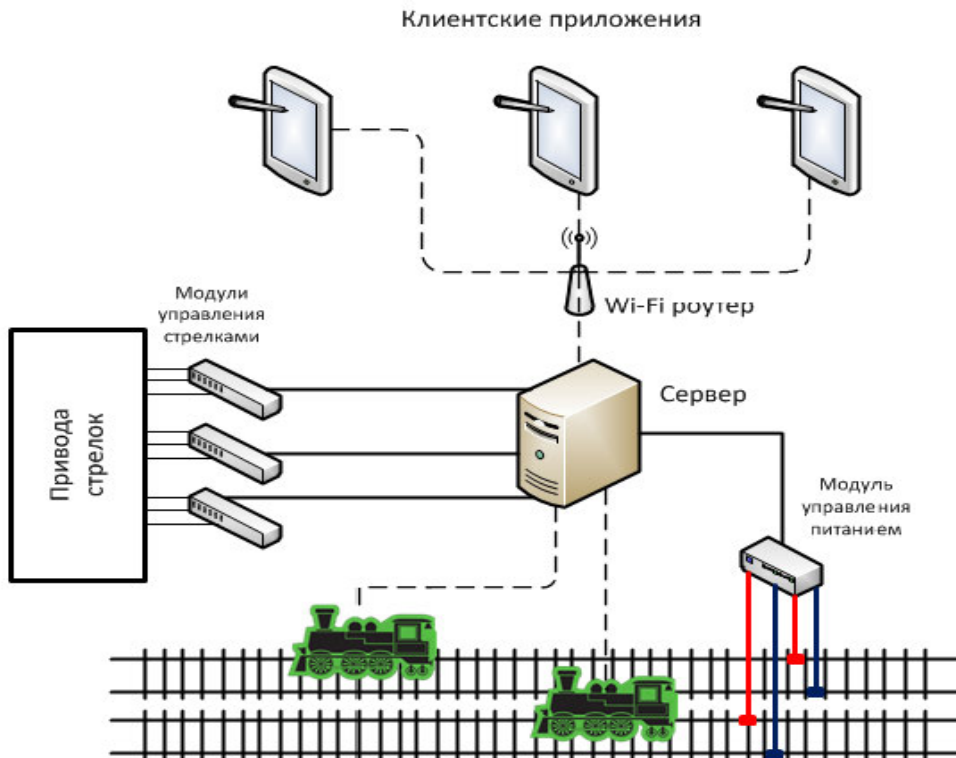 Клиентские приложения
Wi-Fi роутер
Модули
управления
стрелками
Сервер
Привода
стрелок
Модуль
управления
питанием